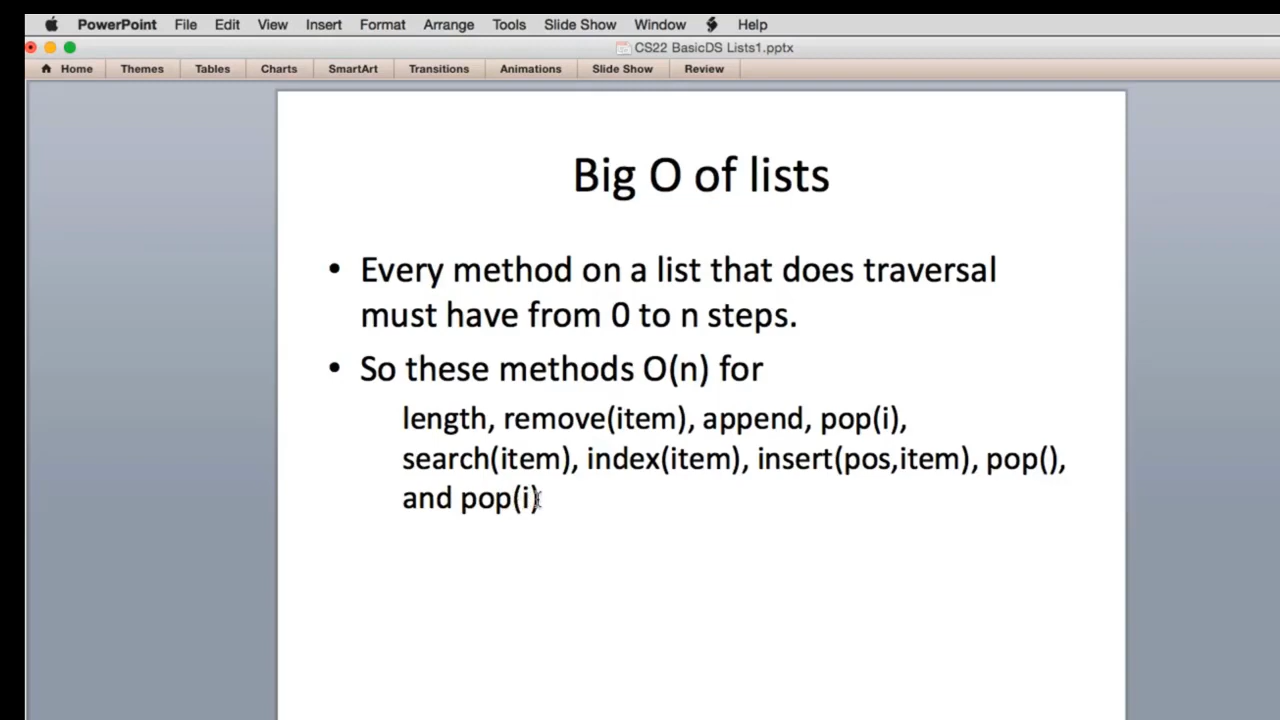 PowerPoint File Edit View Insert Format Arrange Tools Slide Show Window Help
CS22 BasicDS Lists1.pptx
Home Themes Tables Charts SmartArt Transitions Animations Slide Show Review
Big O of lists
• Every method on a list that does traversal
must have from 0 to n steps.
• So these methods O(n) for
length, remove(item), append, pop(i),
search(item), index(item), insert(pos,item), pop(),
and pop(i)